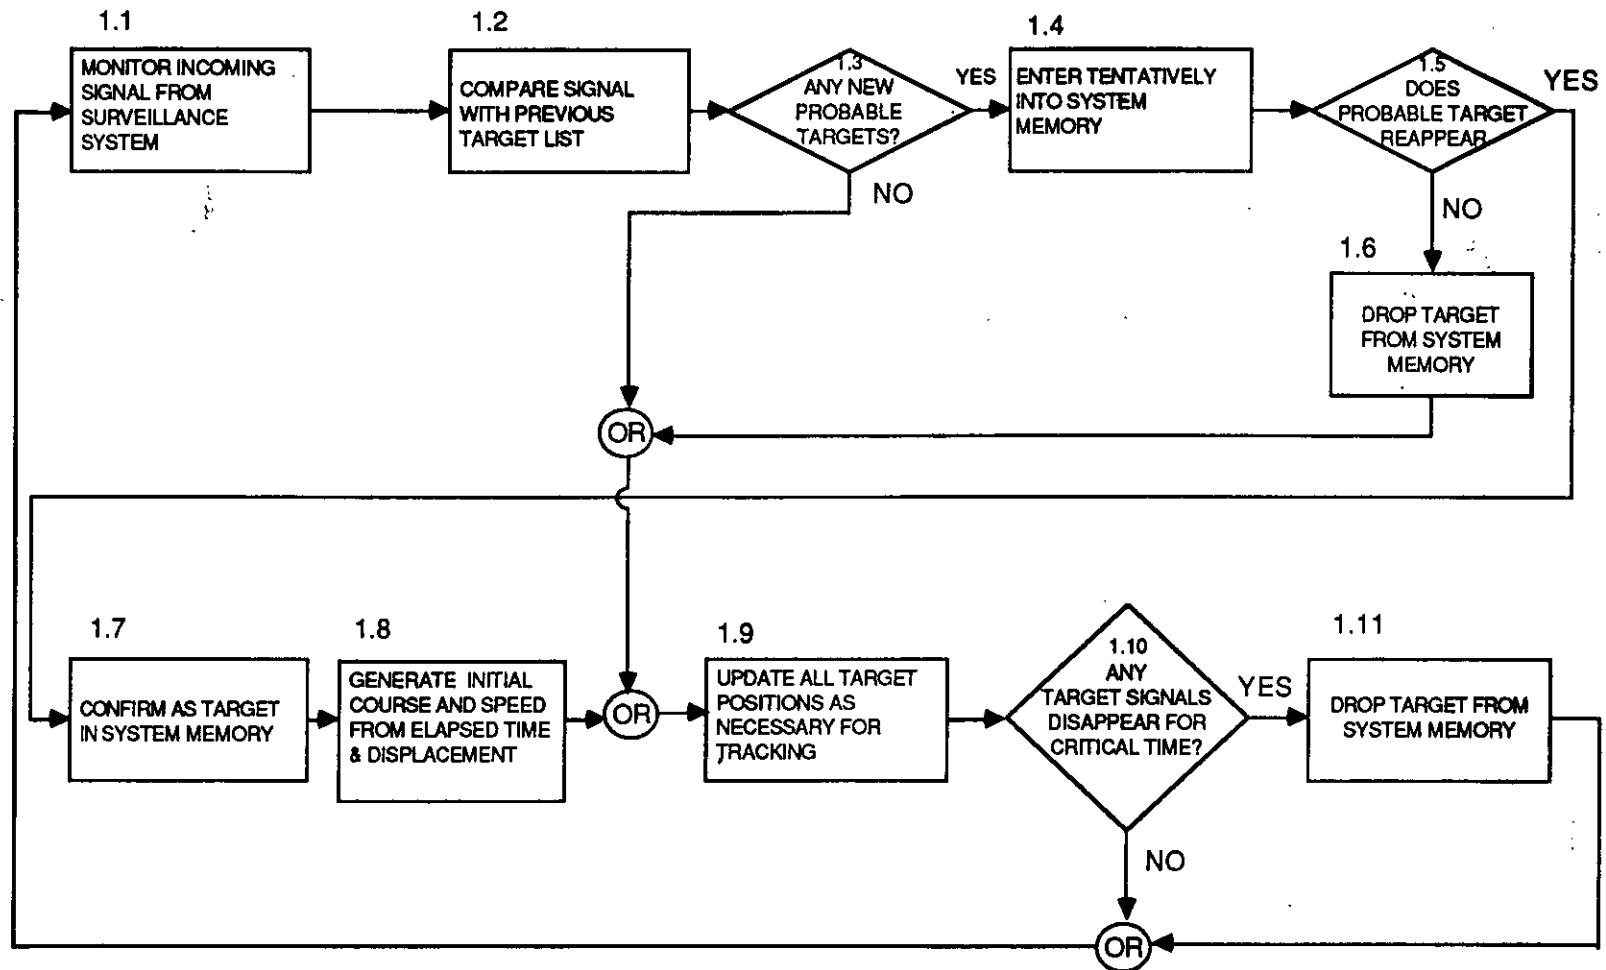 1.1
MONITOR INCOMING
SIGNAL FROM
SURVEILLANCE
SYSTEM
1.2
COMPARE SIGNAL
WITH PREVIOUS
TARGET LIST
1.3
ANY NEW
PROBABLE
TARGETS?
YES
NO
1.4
ENTER TENTATIVELY
INTO SYSTEM
MEMORY
1.5
DOES
PROBABLE TARGET
REAPPEAR
YES
NO
1.6
DROP TARGET
FROM SYSTEM
MEMORY
OR
1.7
CONFIRM AS TARGET
IN SYSTEM MEMORY
1.8
GENERATE INITIAL
COURSE AND SPEED
FROM ELAPSED TIME
& DISPLACEMENT
OR
1.9
UPDATE ALL TARGET
POSITIONS AS
NECESSARY FOR
TRACKING
1.10
ANY
TARGET SIGNALS
DISAPPEAR FOR
CRITICAL TIME?
YES
NO
1.11
DROP TARGET FROM
SYSTEM MEMORY
OR